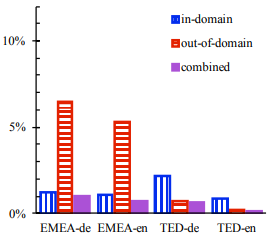 in-domain
10%
out-of-domain
combined
5%
0%
EMEA-de EMEA-en TED-de TED-en